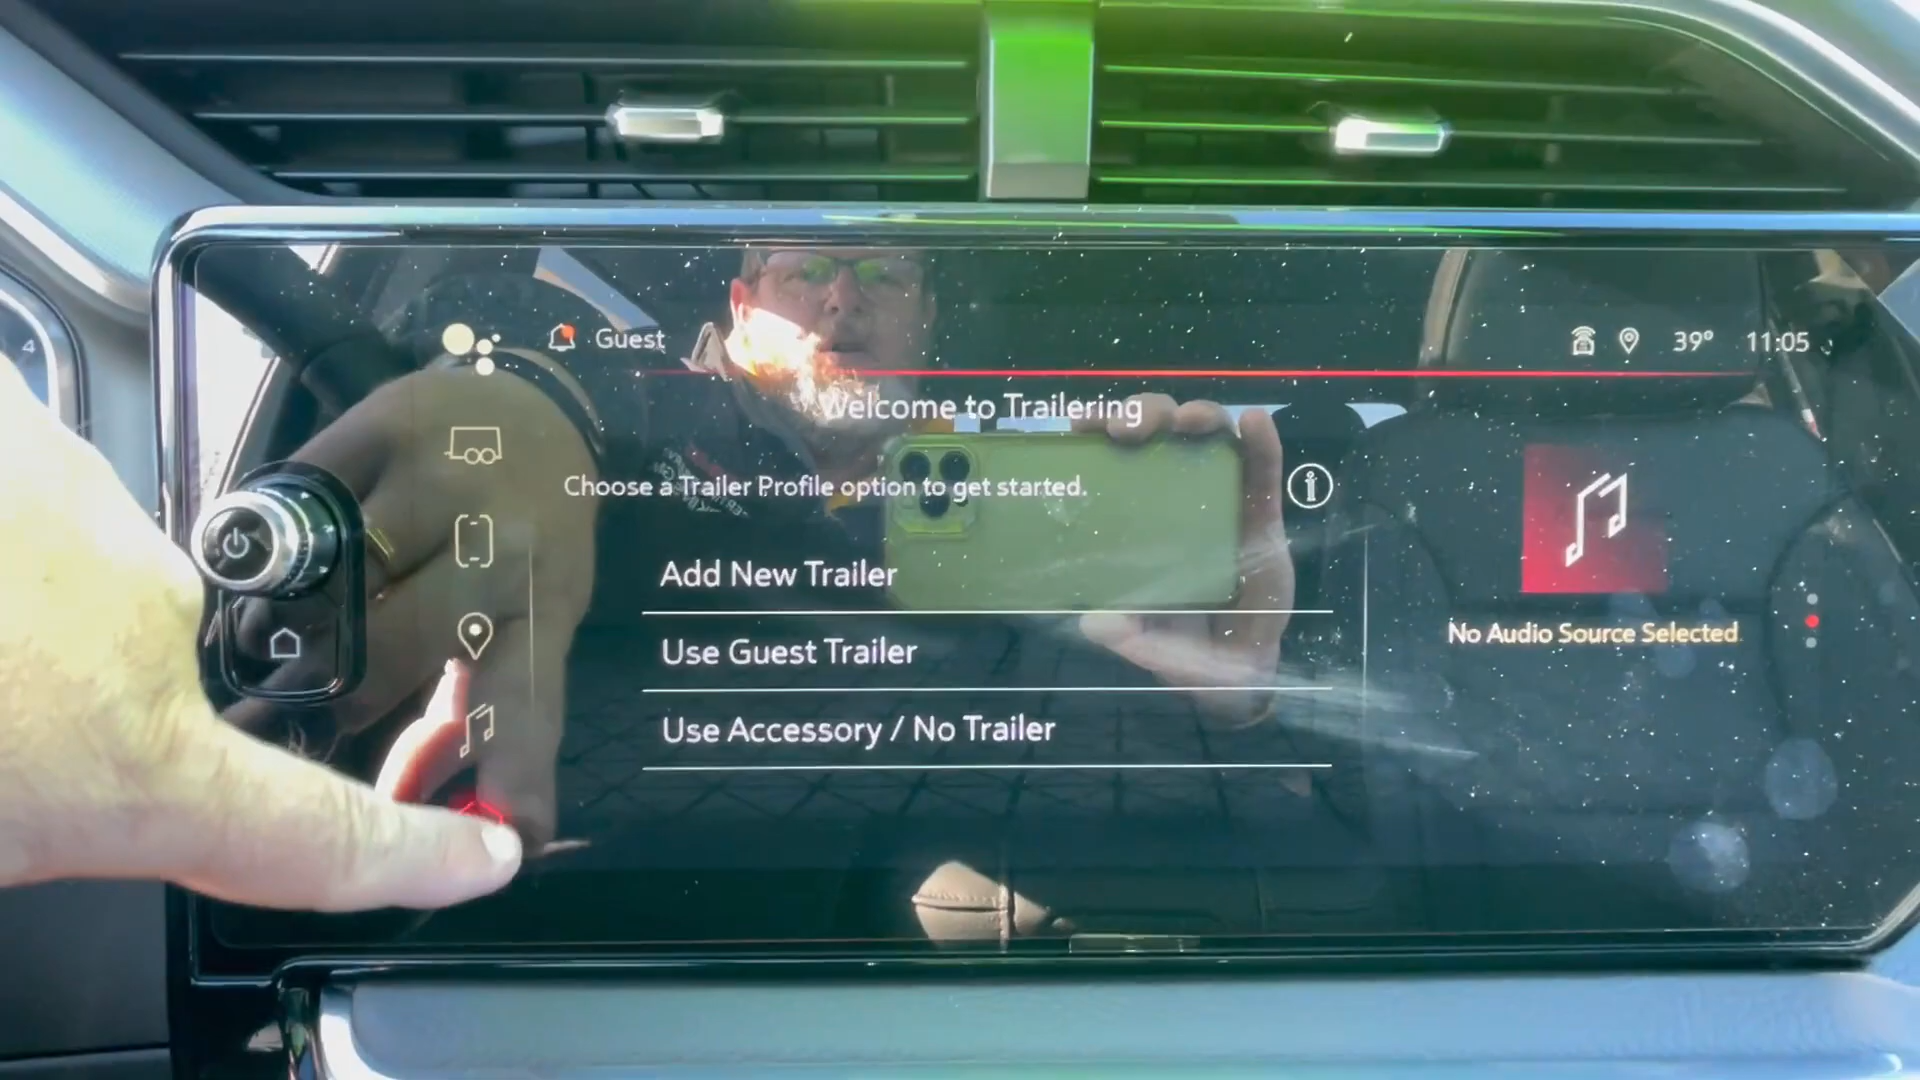 4
Guest
39° 11:05
Welcome to Trailering
Choose a Trailer Profile option to get started.
Add New Trailer
Use Guest Trailer
Use Accessory / No Trailer
No Audio Source Selected